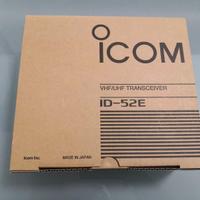 ICOM
VHF/UHF TRANSCEIVER
ID-52E
Icom Inc.
MADE IN JAPAN